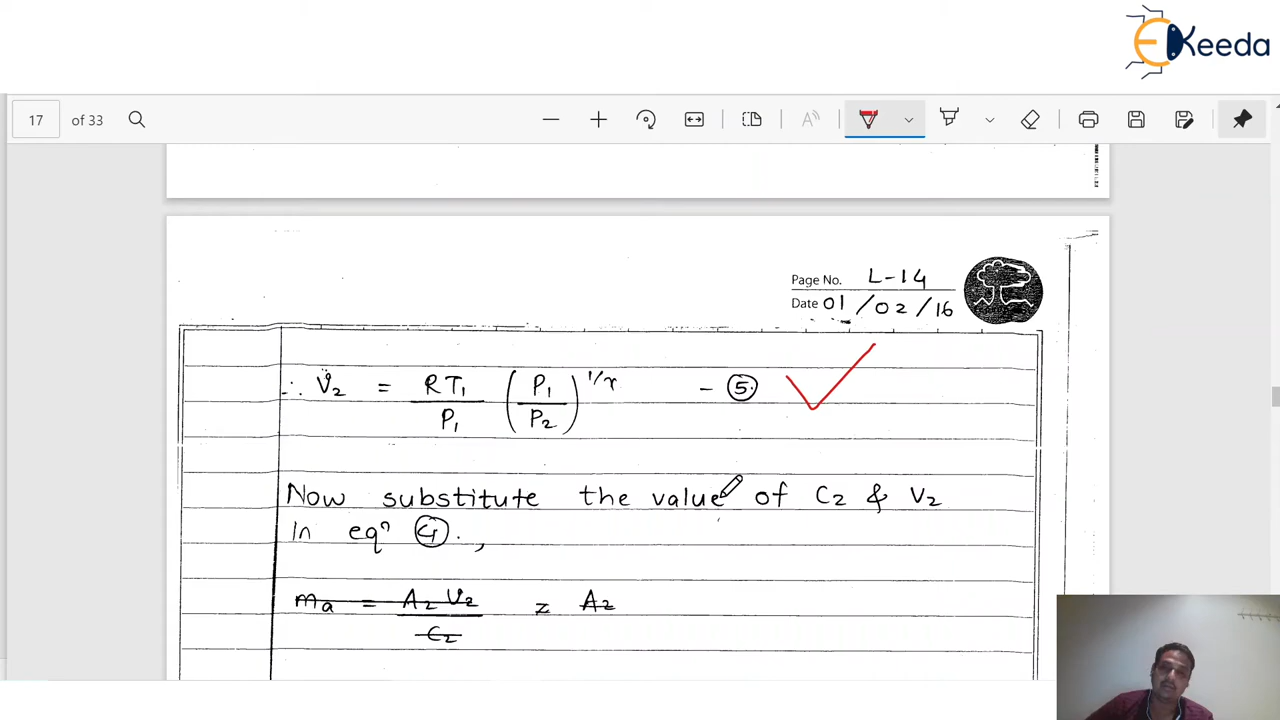 EKeeda
17 of 33
Page No. L-14
Date 01/02/16
∴ V₂ = RT₁/P₁ (P₁/P₂)^1/r - ⑤
Now substitute the value of C₂ & V₂
In eqⁿ ④.,
ma = A₂ V₂ / C₂ = A₂